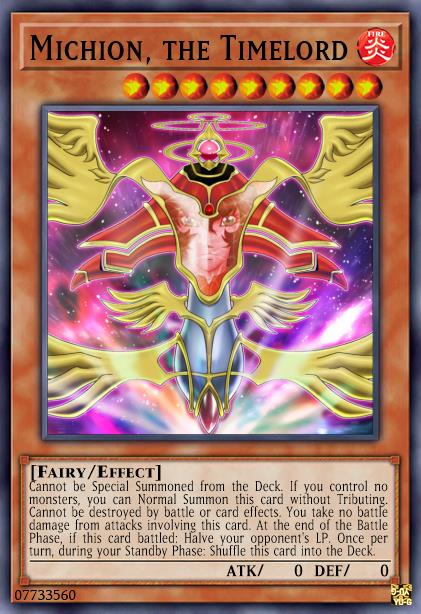 MICHION, THE TIMELORD
FIRE
炎
[FAIRY/EFFECT]
Cannot be Special Summoned from the Deck. If you control no
monsters, you can Normal Summon this card without Tributing.
Cannot be destroyed by battle or card effects. You take no battle
damage from attacks involving this card. At the end of the Battle
Phase, if this card battled: Halve your opponent's LP. Once per
turn, during your Standby Phase: Shuffle this card into the Deck.
ATK/ 0 DEF/ 0
07733560